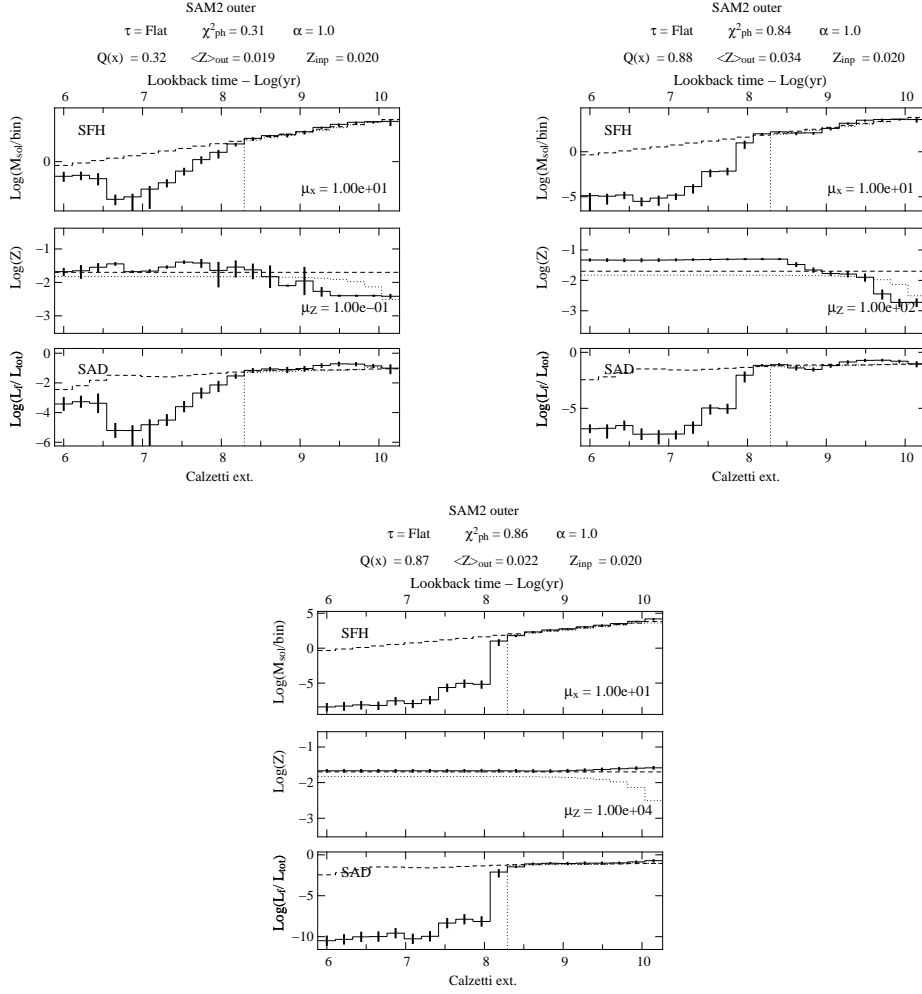 SAM2 outer
τ = Flat χ²ph = 0.31 α = 1.0
Q(x) = 0.32 <Z>out = 0.019 Zinp = 0.020
Lookback time − Log(yr)
6 7 8 9 10
Log(Msol/bin)
0
SFH
μx = 1.00e+01
Log(Z)
−1
−2
−3
μZ = 1.00e−01
Log(Lf/ Ltot)
0
−2
−4
−6
SAD
6 7 8 9 10
Calzetti ext.
SAM2 outer
τ = Flat χ²ph = 0.84 α = 1.0
Q(x) = 0.88 <Z>out = 0.034 Zinp = 0.020
Lookback time − Log(yr)
6 7 8 9 10
Log(Msol/bin)
0
−5
SFH
μx = 1.00e+01
Log(Z)
−1
−2
−3
μZ = 1.00e+02
Log(Lf/ Ltot)
0
−5
SAD
6 7 8 9 10
Calzetti ext.
SAM2 outer
τ = Flat χ²ph = 0.86 α = 1.0
Q(x) = 0.87 <Z>out = 0.022 Zinp = 0.020
Lookback time − Log(yr)
6 7 8 9 10
Log(Msol/bin)
5
0
−5
SFH
μx = 1.00e+01
Log(Z)
−1
−2
−3
μZ = 1.00e+04
Log(Lf/ Ltot)
0
−5
−10
SAD
6 7 8 9 10
Calzetti ext.